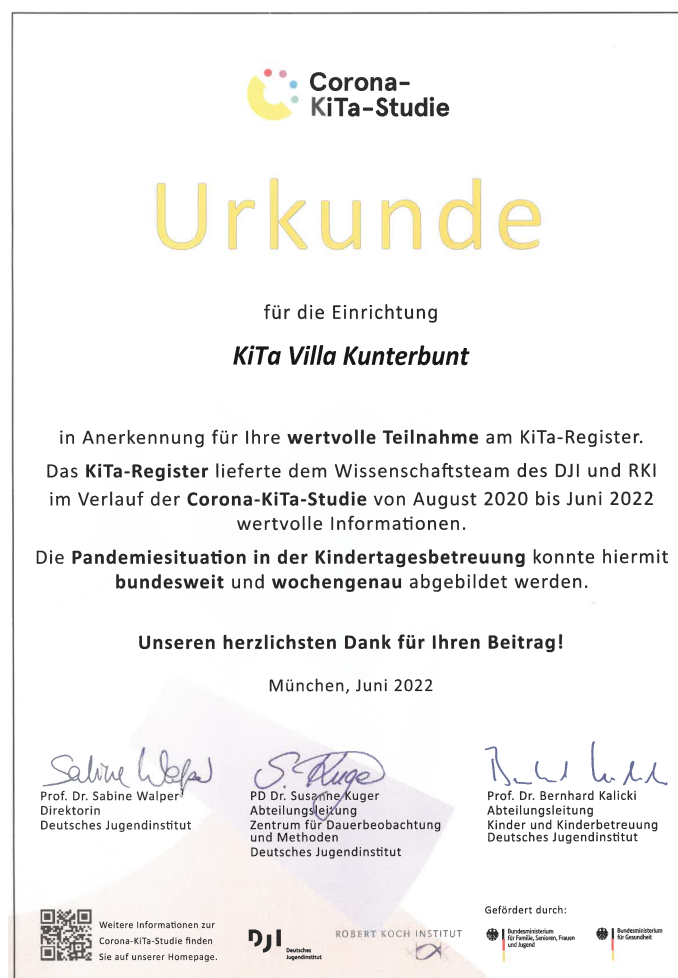 Corona-
KiTa-Studie
Urkunde
für die Einrichtung
KiTa Villa Kunterbunt
in Anerkennung für Ihre wertvolle Teilnahme am KiTa-Register.
Das KiTa-Register lieferte dem Wissenschaftsteam des DJI und RKI
im Verlauf der Corona-KiTa-Studie von August 2020 bis Juni 2022
wertvolle Informationen.
Die Pandemiesituation in der Kindertagesbetreuung konnte hiermit
bundesweit und wochengenau abgebildet werden.
Unseren herzlichsten Dank für Ihren Beitrag!
München, Juni 2022
Sabine Walper
Prof. Dr. Sabine Walper
Direktorin
Deutsches Jugendinstitut
S. Kuger
PD Dr. Susanne Kuger
Abteilungsleitung
Zentrum für Dauerbeobachtung
und Methoden
Deutsches Jugendinstitut
Prof. Dr. Bernhard Kalicki
Abteilungsleitung
Kinder und Kinderbetreuung
Deutsches Jugendinstitut
Weitere Informationen zur
Corona-KiTa-Studie finden
Sie auf unserer Homepage.
DJI
Deutsches
Jugendinstitut
ROBERT KOCH INSTITUT
Gefördert durch:
Bundesministerium
für Familie, Senioren, Frauen
und Jugend
Bundesministerium
für Gesundheit